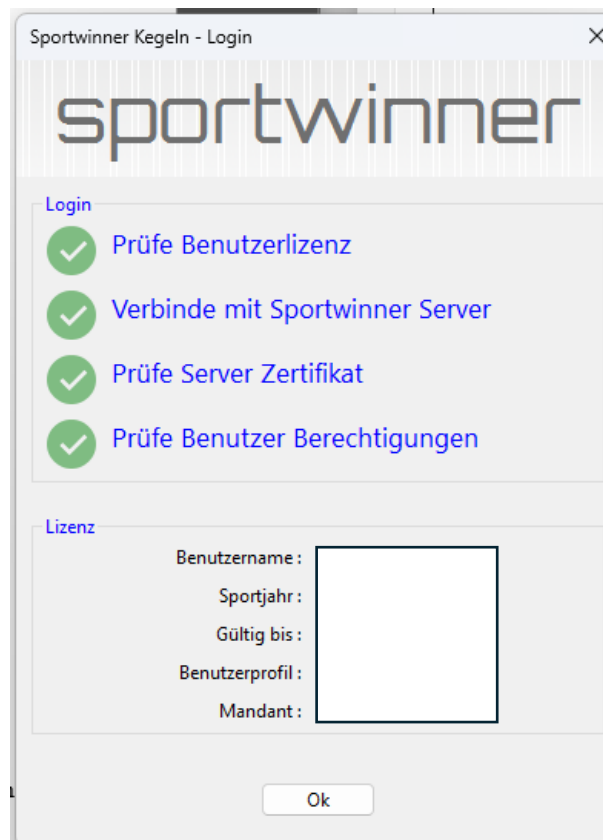 Sportwinner Kegeln - Login
sportwinner
Login
Prüfe Benutzerlizenz
Verbinde mit Sportwinner Server
Prüfe Server Zertifikat
Prüfe Benutzer Berechtigungen
Lizenz
Benutzername :
Sportjahr :
Gültig bis :
Benutzerprofil :
Mandant :
Ok